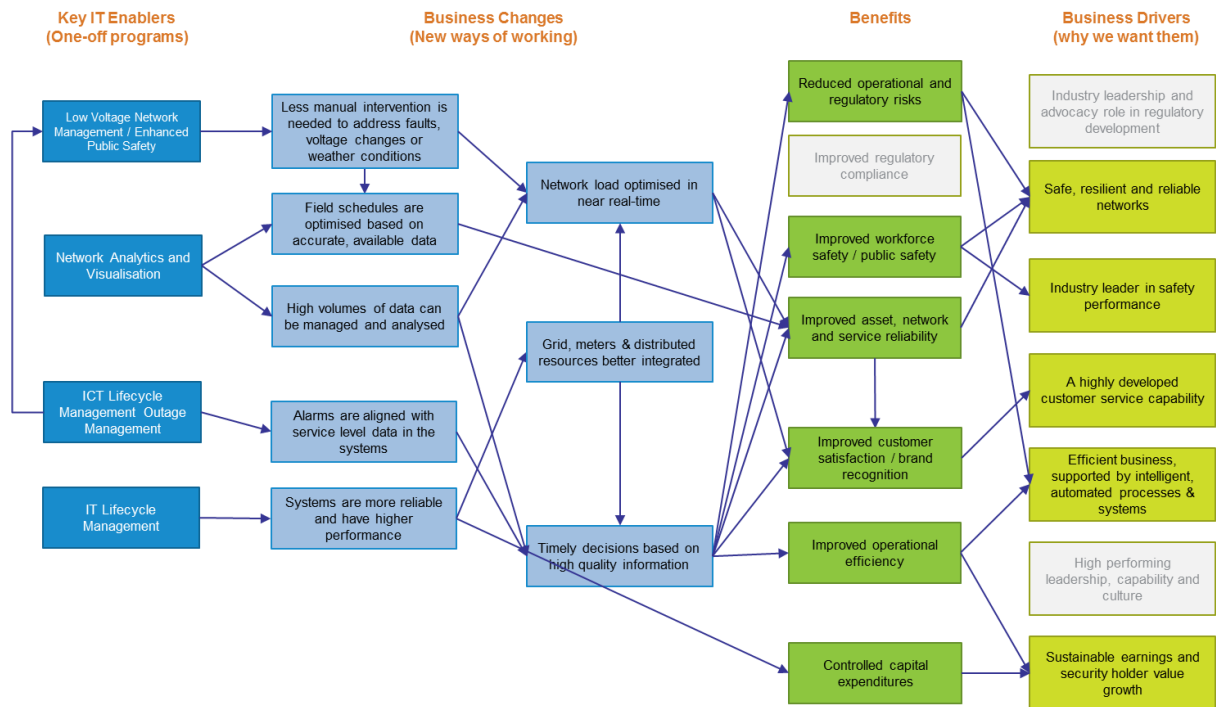 Key IT Enablers
(One-off programs)
Business Changes
(New ways of working)
Benefits
Business Drivers
(why we want them)
Low Voltage Network
Management / Enhanced
Public Safety
Network Analytics and
Visualisation
ICT Lifecycle
Management Outage
Management
IT Lifecycle
Management
Less manual intervention is
needed to address faults,
voltage changes or
weather conditions
Field schedules are
optimised based on
accurate, available data
High volumes of data can
be managed and analysed
Alarms are aligned with
service level data in the
systems
Systems are more reliable
and have higher
performance
Network load optimised in
near real-time
Grid, meters & distributed
resources better integrated
Timely decisions based on
high quality information
Reduced operational and
regulatory risks
Improved regulatory
compliance
Improved workforce
safety / public safety
Improved asset, network
and service reliability
Improved customer
satisfaction / brand
recognition
Improved operational
efficiency
Controlled capital
expenditures
Industry leadership and
advocacy role in regulatory
development
Safe, resilient and reliable
networks
Industry leader in safety
performance
A highly developed
customer service capability
Efficient business,
supported by intelligent,
automated processes &
systems
High performing
leadership, capability and
culture
Sustainable earnings and
security holder value
growth